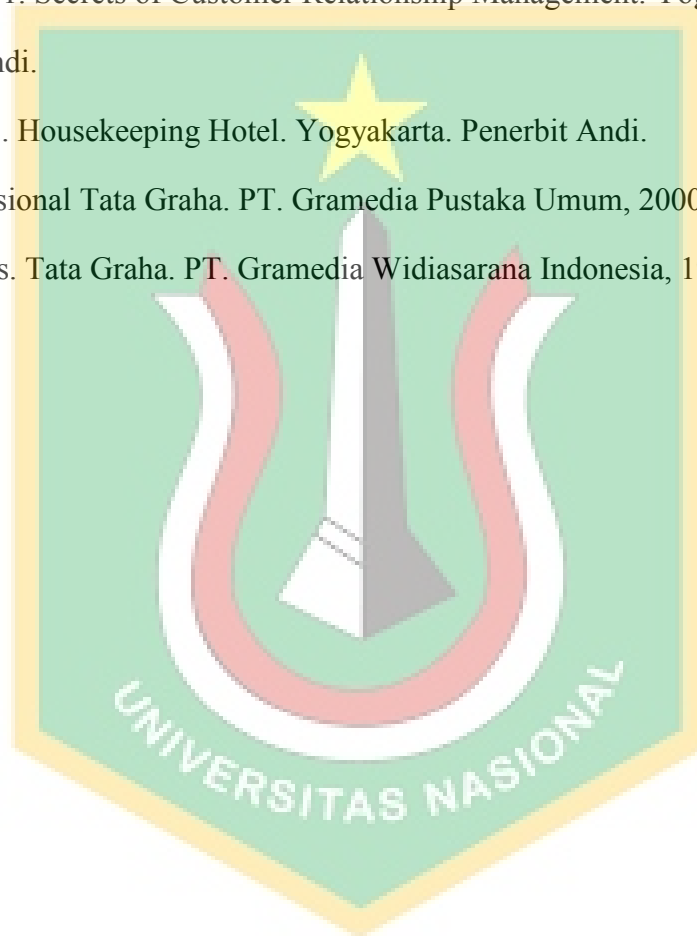 1. Secrets of Customer Relationship Management.
ndi.
. Housekeeping Hotel. Yogyakarta. Penerbit Andi.
sional Tata Graha. PT. Gramedia Pustaka Umum, 2000
s. Tata Graha. PT. Gramedia Widiasarana Indonesia, 1
UNIVERSITAS NASIONAL